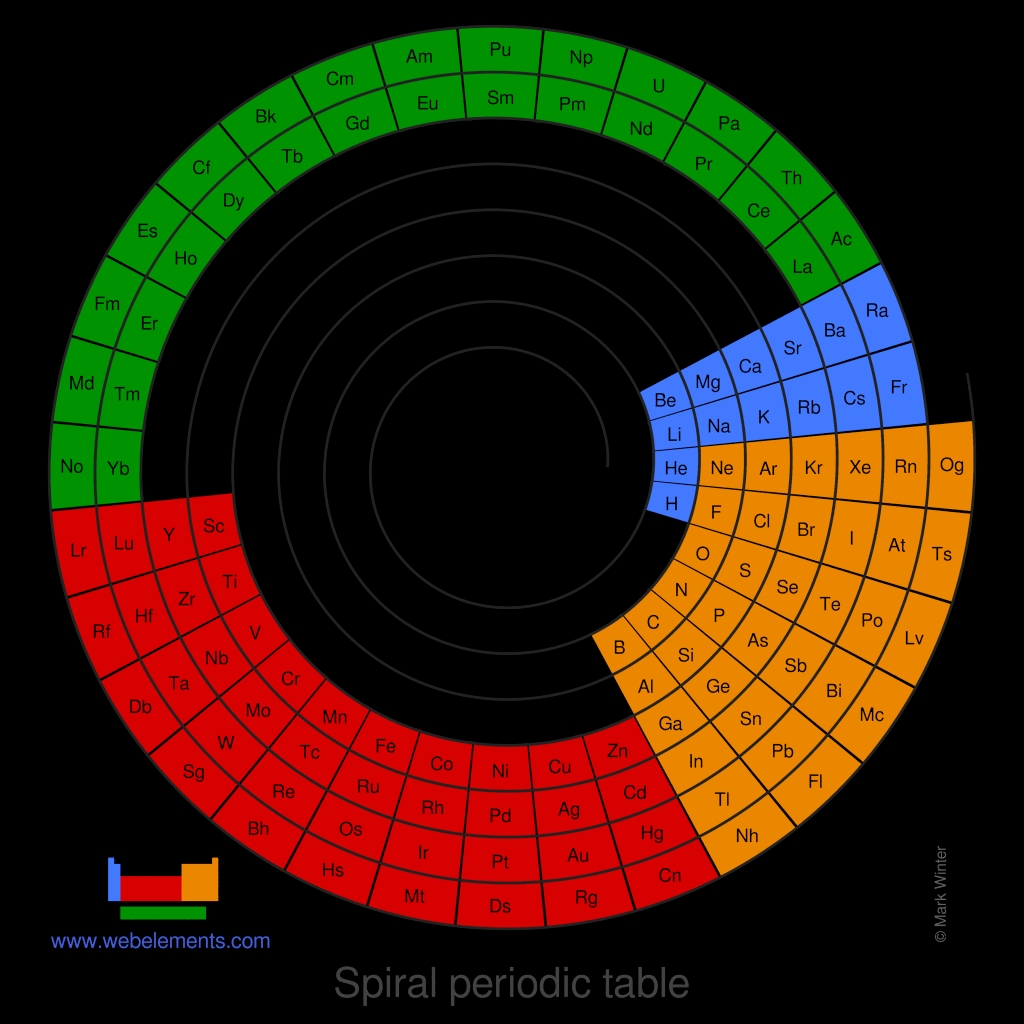 Pu
Am
Np
Cm
U
Bk
Pa
Cf
Th
Es
Ac
Fm
Ra
Md
Fr
No
Sm
Eu
Pm
Gd
Nd
Tb
Pr
Dy
Ce
Ho
La
Er
Ba
Tm
Cs
Yb
Sr
Rb
Ca
K
Mg
Na
Be
Li
He
Ne
Ar
Kr
Xe
Rn
Og
H
F
Cl
Br
I
At
Ts
O
S
Se
Te
Po
Lv
N
P
As
Sb
Bi
Mc
C
Si
Ge
Sn
Pb
Fl
B
Al
Ga
In
Tl
Nh
Lr
Lu
Y
Sc
Rf
Hf
Zr
Ti
Db
Ta
Nb
V
Sg
W
Mo
Cr
Bh
Re
Tc
Mn
Hs
Os
Ru
Fe
Mt
Ir
Rh
Co
Ds
Pt
Pd
Ni
Rg
Au
Ag
Cu
Cn
Hg
Cd
Zn
www.webelements.com
© Mark Winter
Spiral periodic table